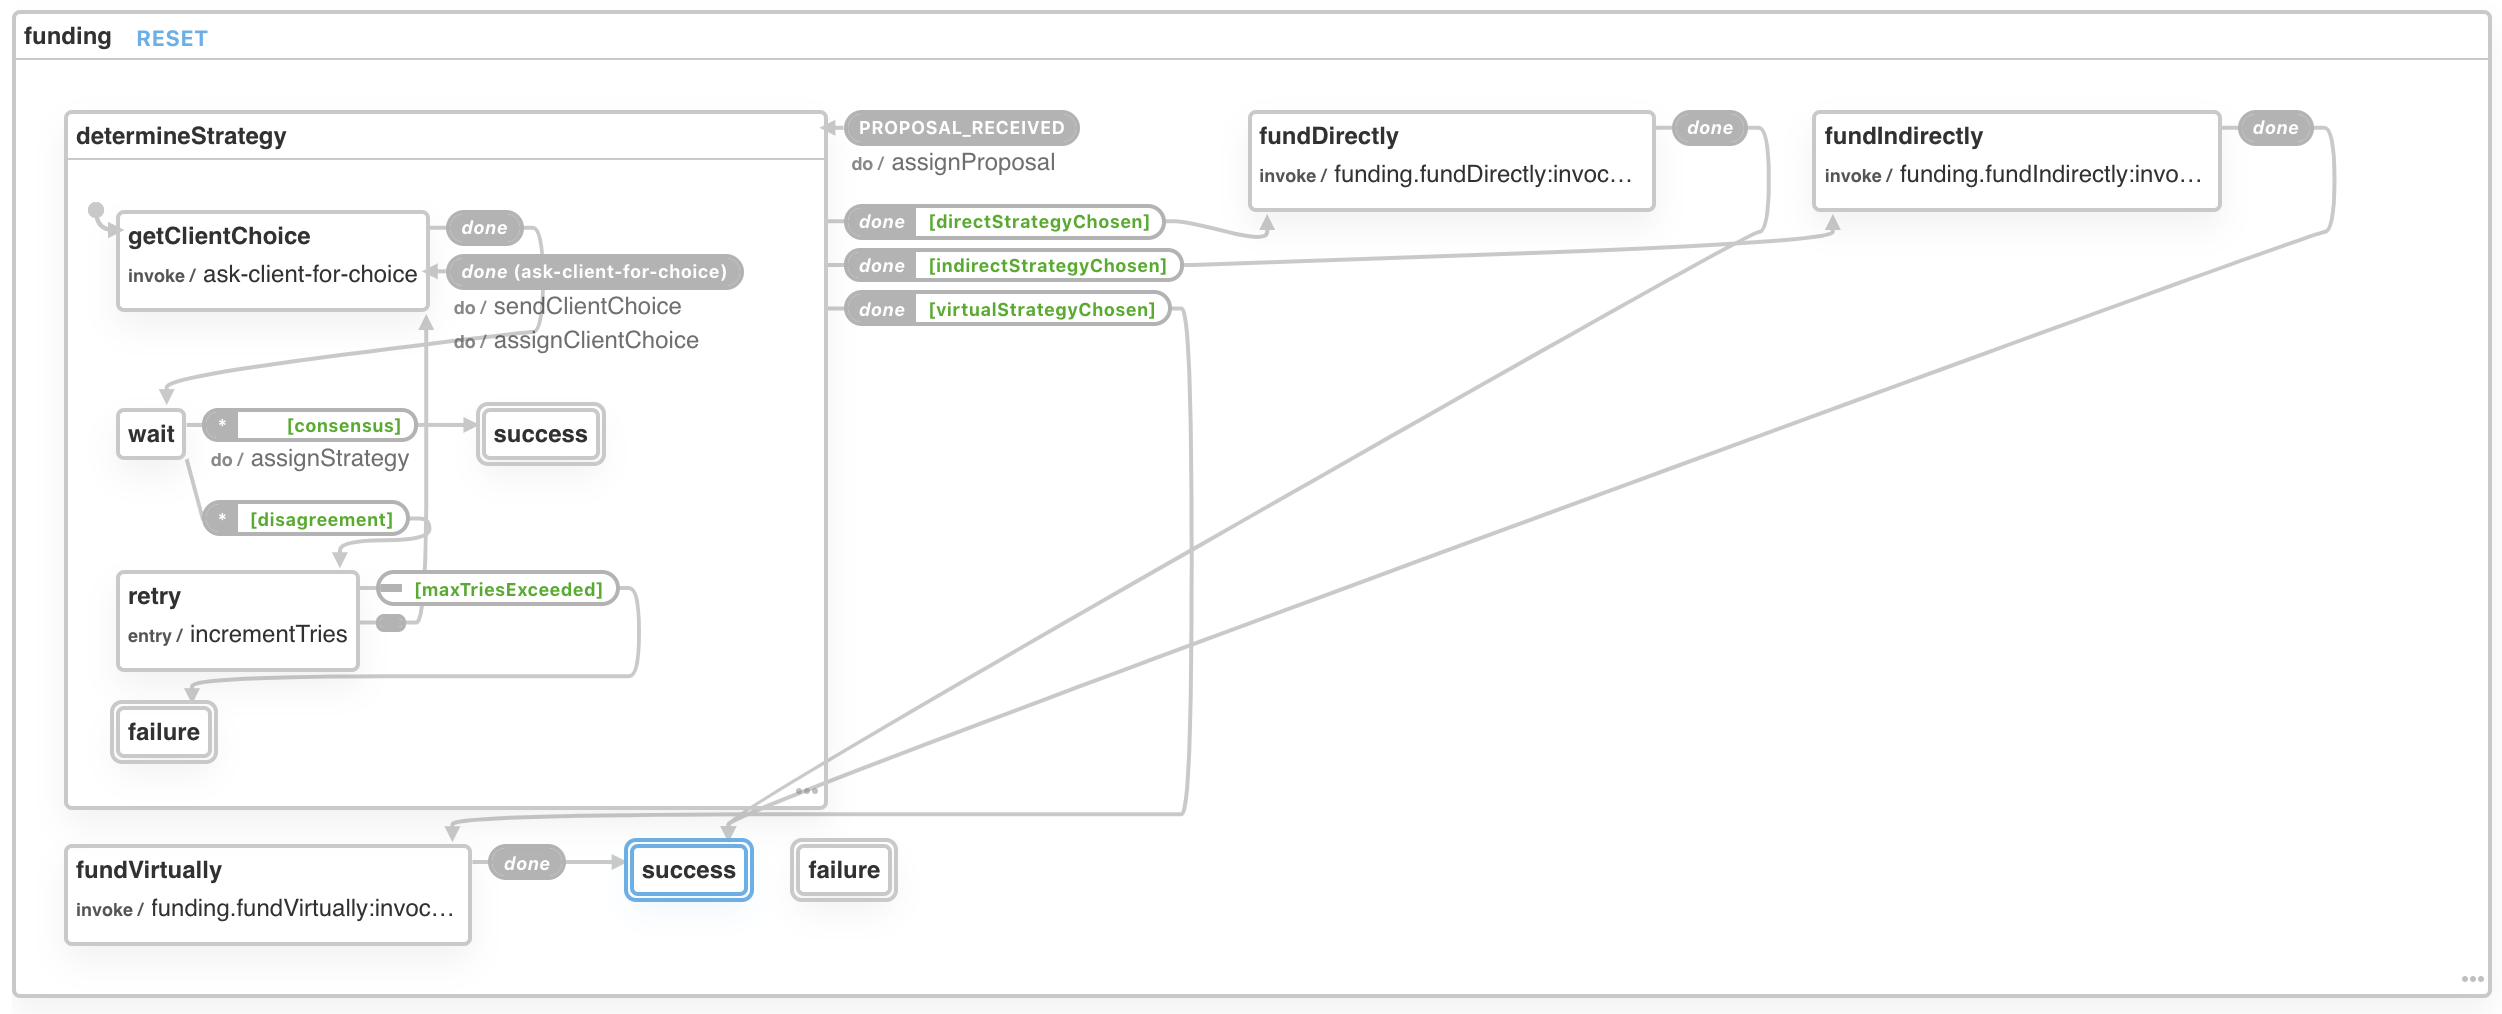 funding RESET
determineStrategy
PROPOSAL_RECEIVED
do / assignProposal
getClientChoice
invoke / ask-client-for-choice
done
done (ask-client-for-choice)
do / sendClientChoice
do / assignClientChoice
done [directStrategyChosen]
done [indirectStrategyChosen]
done [virtualStrategyChosen]
fundDirectly
invoke / funding.fundDirectly:invoc...
done
fundIndirectly
invoke / funding.fundIndirectly:invo...
done
wait
* [consensus]
do / assignStrategy
success
* [disagreement]
retry
entry / incrementTries
[maxTriesExceeded]
failure
fundVirtually
invoke / funding.fundVirtually:invoc...
done
success
failure